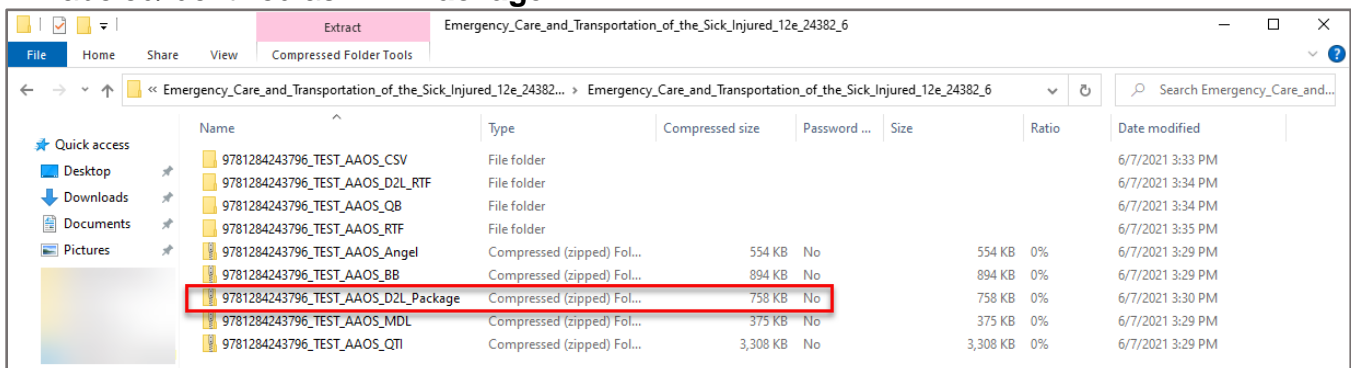 Extract Emergency_Care_and_Transportation_of_the_Sick_Injured_12e_24382_6
File Home Share View Compressed Folder Tools
« Emergency_Care_and_Transportation_of_the_Sick_Injured_12e_24382... > Emergency_Care_and_Transportation_of_the_Sick_Injured_12e_24382_6 Search Emergency_Care_and...
Name Type Compressed size Password ... Size Ratio Date modified
Quick access
Desktop
Downloads
Documents
Pictures
9781284243796_TEST_AAOS_CSV File folder 6/7/2021 3:33 PM
9781284243796_TEST_AAOS_D2L_RTF File folder 6/7/2021 3:34 PM
9781284243796_TEST_AAOS_QB File folder 6/7/2021 3:34 PM
9781284243796_TEST_AAOS_RTF File folder 6/7/2021 3:35 PM
9781284243796_TEST_AAOS_Angel Compressed (zipped) Fol... 554 KB No 554 KB 0% 6/7/2021 3:29 PM
9781284243796_TEST_AAOS_BB Compressed (zipped) Fol... 894 KB No 894 KB 0% 6/7/2021 3:29 PM
9781284243796_TEST_AAOS_D2L_Package Compressed (zipped) Fol... 758 KB No 758 KB 0% 6/7/2021 3:30 PM
9781284243796_TEST_AAOS_MDL Compressed (zipped) Fol... 375 KB No 375 KB 0% 6/7/2021 3:29 PM
9781284243796_TEST_AAOS_QTI Compressed (zipped) Fol... 3,308 KB No 3,308 KB 0% 6/7/2021 3:29 PM